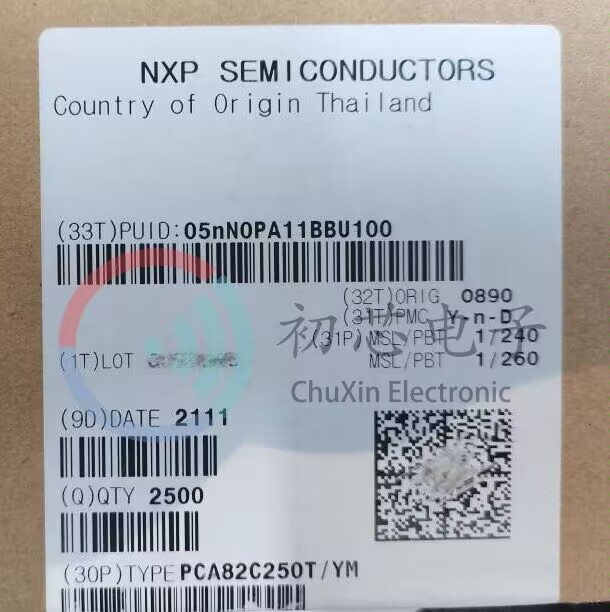 NXP SEMICONDUCTORS
Country of Origin Thailand
(33T)PUID:05nN0PA11BBU100
(32T)ORIG 0890
(31T)PMC Y-n-D
(31P) MSL/PBT 1/240
MSL/PBT 1/260
(1T)LOT
初芯电子
ChuXin Electronic
(9D)DATE 2111
(Q)QTY 2500
(30P)TYPE PCA82C250T/YM